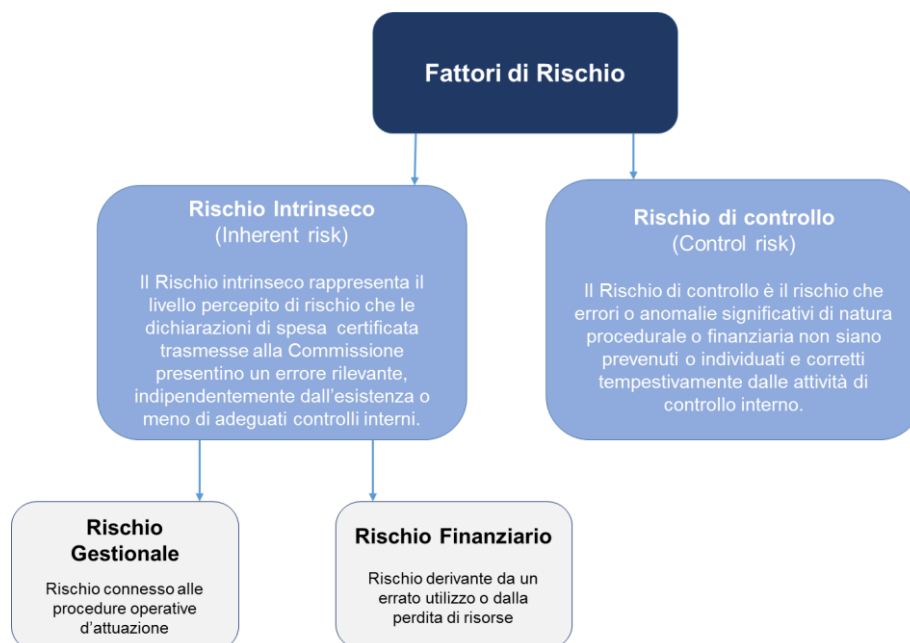 Fattori di Rischio
Rischio Intrinseco
(Inherent risk)
Il Rischio intrinseco rappresenta il
livello percepito di rischio che le
dichiarazioni di spesa certificata
trasmesse alla Commissione
presentino un errore rilevante,
indipendentemente dall'esistenza o
meno di adeguati controlli interni.
Rischio di controllo
(Control risk)
Il Rischio di controllo è il rischio che
errori o anomalie significativi di natura
procedurale o finanziaria non siano
prevenuti o individuati e corretti
tempestivamente dalle attività di
controllo interno.
Rischio
Gestionale
Rischio connesso alle
procedure operative
d'attuazione
Rischio Finanziario
Rischio derivante da un
errato utilizzo o dalla
perdita di risorse